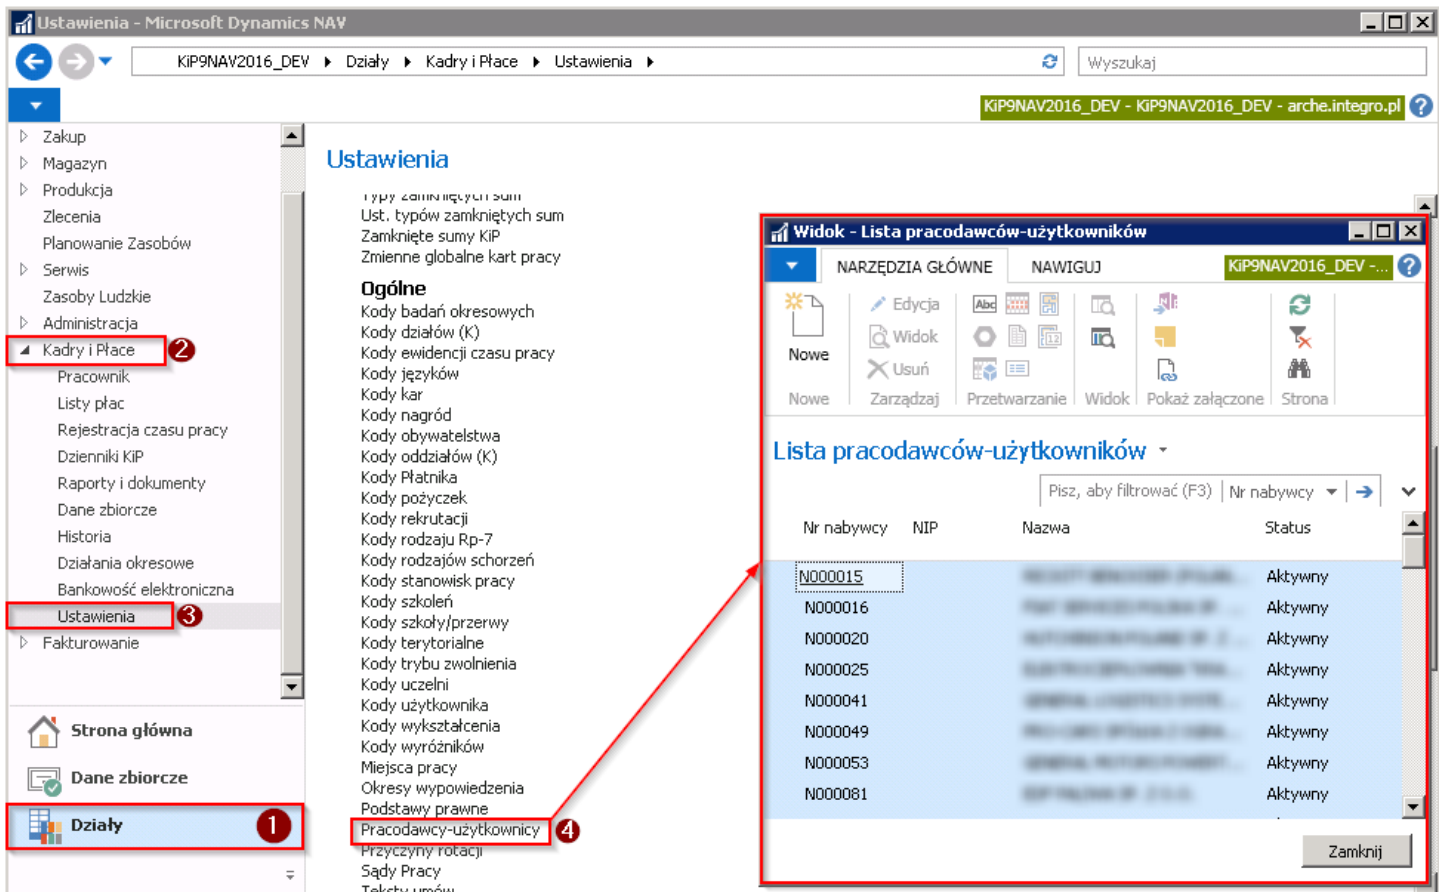 Ustawienia - Microsoft Dynamics NAV
KiP9NAV2016_DEV ▸ Działy ▸ Kadry i Płace ▸ Ustawienia ▸
Wyszukaj
KiP9NAV2016_DEV - KiP9NAV2016_DEV - arche.integro.pl
Zakup
Magazyn
Produkcja
Zlecenia
Planowanie Zasobów
Serwis
Zasoby Ludzkie
Administracja
Kadry i Płace 2
Pracownik
Listy płac
Rejestracja czasu pracy
Dzienniki KiP
Raporty i dokumenty
Dane zbiorcze
Historia
Działania okresowe
Bankowość elektroniczna
Ustawienia 3
Fakturowanie
Strona główna
Dane zbiorcze
Działy 1
Ustawienia
Typy zamkniętych sum
Ust. typów zamkniętych sum
Zamknięte sumy KiP
Zmienne globalne kart pracy
Ogólne
Kody badań okresowych
Kody działów (K)
Kody ewidencji czasu pracy
Kody języków
Kody kar
Kody nagród
Kody obywatelstwa
Kody oddziałów (K)
Kody Płatnika
Kody pożyczek
Kody rekrutacji
Kody rodzaju Rp-7
Kody rodzajów schorzeń
Kody stanowisk pracy
Kody szkoleń
Kody szkoły/przerwy
Kody terytorialne
Kody trybu zwolnienia
Kody uczelni
Kody użytkownika
Kody wykształcenia
Kody wyróżników
Miejsca pracy
Okresy wypowiedzenia
Podstawy prawne
Pracodawcy-użytkownicy 4
Przyczyny rotacji
Sądy Pracy
Teksty umów
Widok - Lista pracodawców-użytkowników
NARZĘDZIA GŁÓWNE NAWIGUJ KiP9NAV2016_DEV -...
Nowe
Edycja
Widok
Usuń
Abc
12
Nowe Zarządzaj Przetwarzanie Widok Pokaż załączone Strona
Lista pracodawców-użytkowników
Pisz, aby filtrować (F3) Nr nabywcy
Nr nabywcy NIP Nazwa Status
N000015 Aktywny
N000016 Aktywny
N000020 Aktywny
N000025 Aktywny
N000041 Aktywny
N000049 Aktywny
N000053 Aktywny
N000081 Aktywny
Zamknij